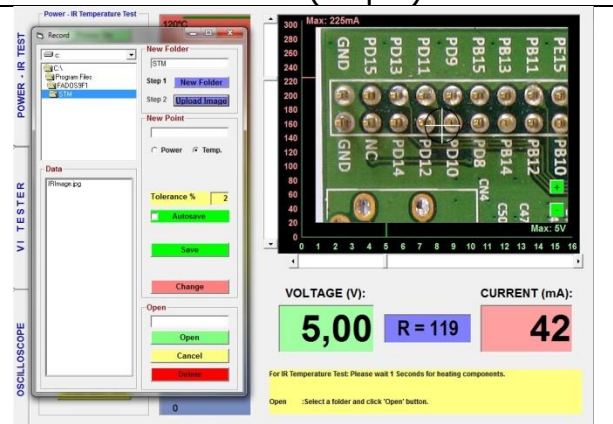 Power - IR Temperature Test
120ºC
Record
c:
C:\
Program Files
FADOS9F1
STM
New Folder
STM
Step 1 New Folder
Step 2 Upload Image
New Point
Power Temp.
Data
IRImage.jpg
Tolerance % 2
Autosave
Save
Change
Open
Open
Cancel
Delete
0
POWER - IR TEST
VI TESTER
OSCILLOSCOPE
Max: 225mA
300
280
260
240
220
200
180
160
140
120
100
80
60
40
20
0
GND PD15 PD13 PD11 PD9 PB15 PB13 PB11 PE15
GND NC PD14 PD12 PD10 PD8 PB14 PB12 PB10
CN4
C50
C47
+
-
Max: 5V
0 1 2 3 4 5 6 7 8 9 10 11 12 13 14 15 16
VOLTAGE (V):
CURRENT (mA):
5,00
R = 119
42
For IR Temperature Test: Please wait 1 Seconds for heating components.
Open :Select a folder and click 'Open' button.